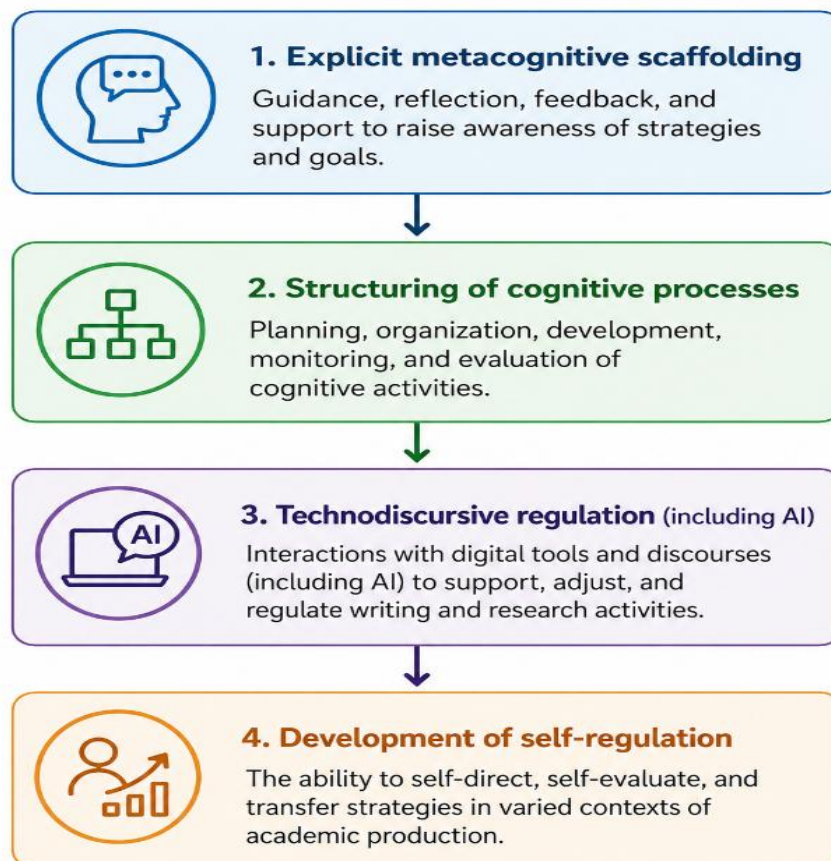 1. Explicit metacognitive scaffolding
Guidance, reflection, feedback, and
support to raise awareness of strategies
and goals.
2. Structuring of cognitive processes
Planning, organization, development,
monitoring, and evaluation of
cognitive activities.
AI
3. Technodiscursive regulation (including AI)
Interactions with digital tools and discourses
(including AI) to support, adjust, and
regulate writing and research activities.
4. Development of self-regulation
The ability to self-direct, self-evaluate, and
transfer strategies in varied contexts of
academic production.